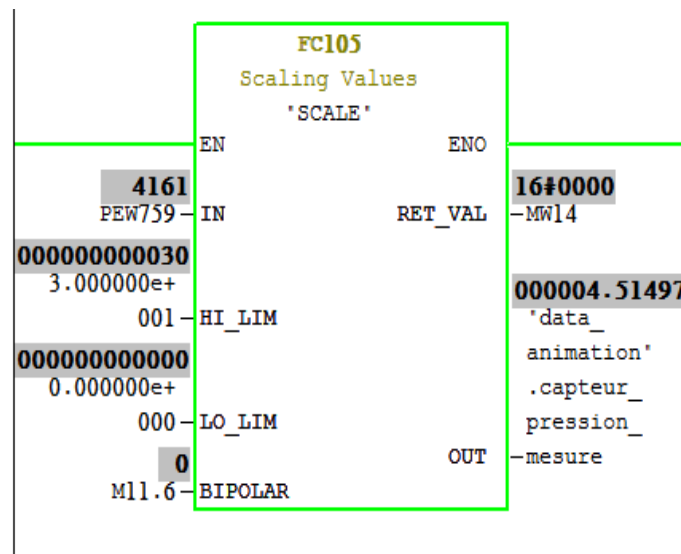 FC105
Scaling Values
"SCALE"
EN ENO
4161 16#0000
PEW759 IN RET_VAL MW14
000000000030
3.000000e+ 000004.51497
001 HI_LIM "data_
000000000000 animation"
0.000000e+ .capteur_
000 LO_LIM pression_
0 OUT mesure
M11.6 BIPOLAR